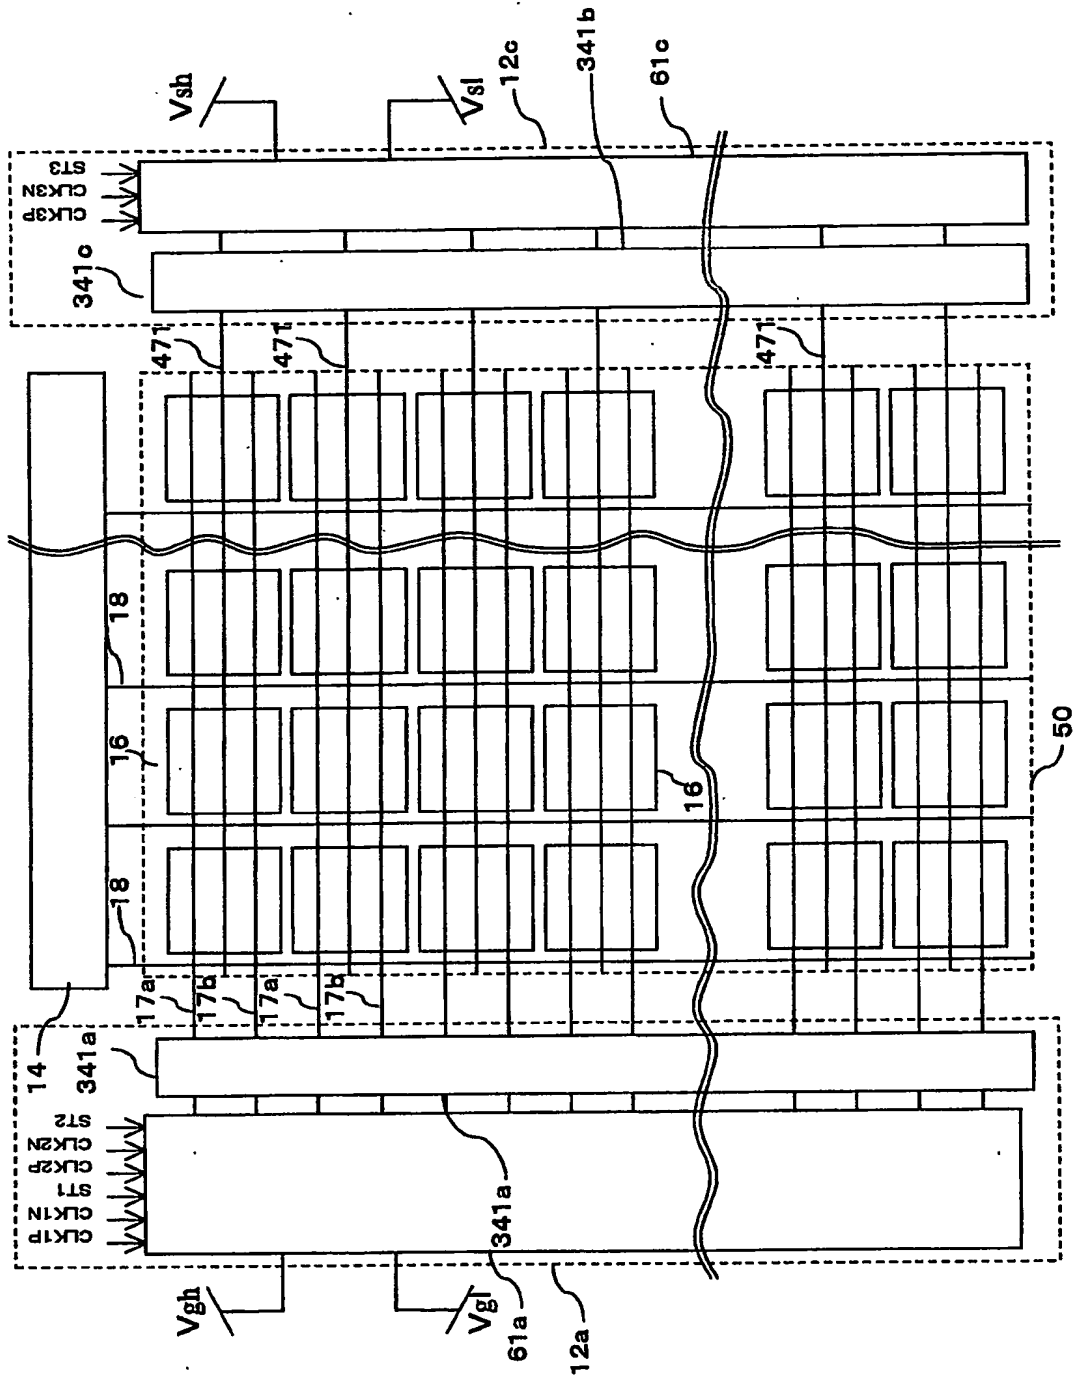 Vsh
Vsl
12c
341b
61c
ST3
CLK3N
CLK3P
341c
471
471
471
18
16
16
50
18
17a
17b
17a
17b
14
341a
ST2
CLK2N
CLK2P
ST1
CLK1N
CLK1P
341a
Vgh
Vgl
61a
12a